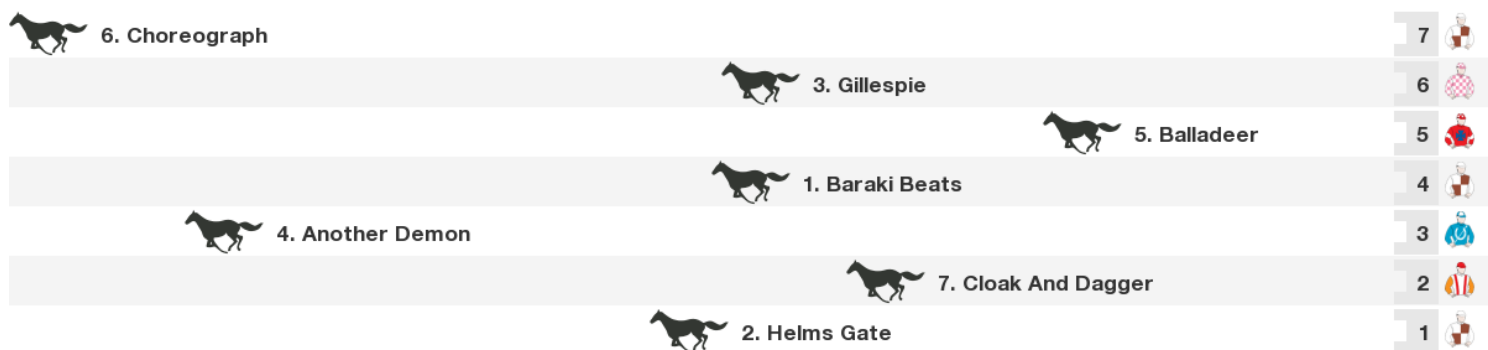 6. Choreograph 7
3. Gillespie 6
5. Balladeer 5
1. Baraki Beats 4
4. Another Demon 3
7. Cloak And Dagger 2
2. Helms Gate 1